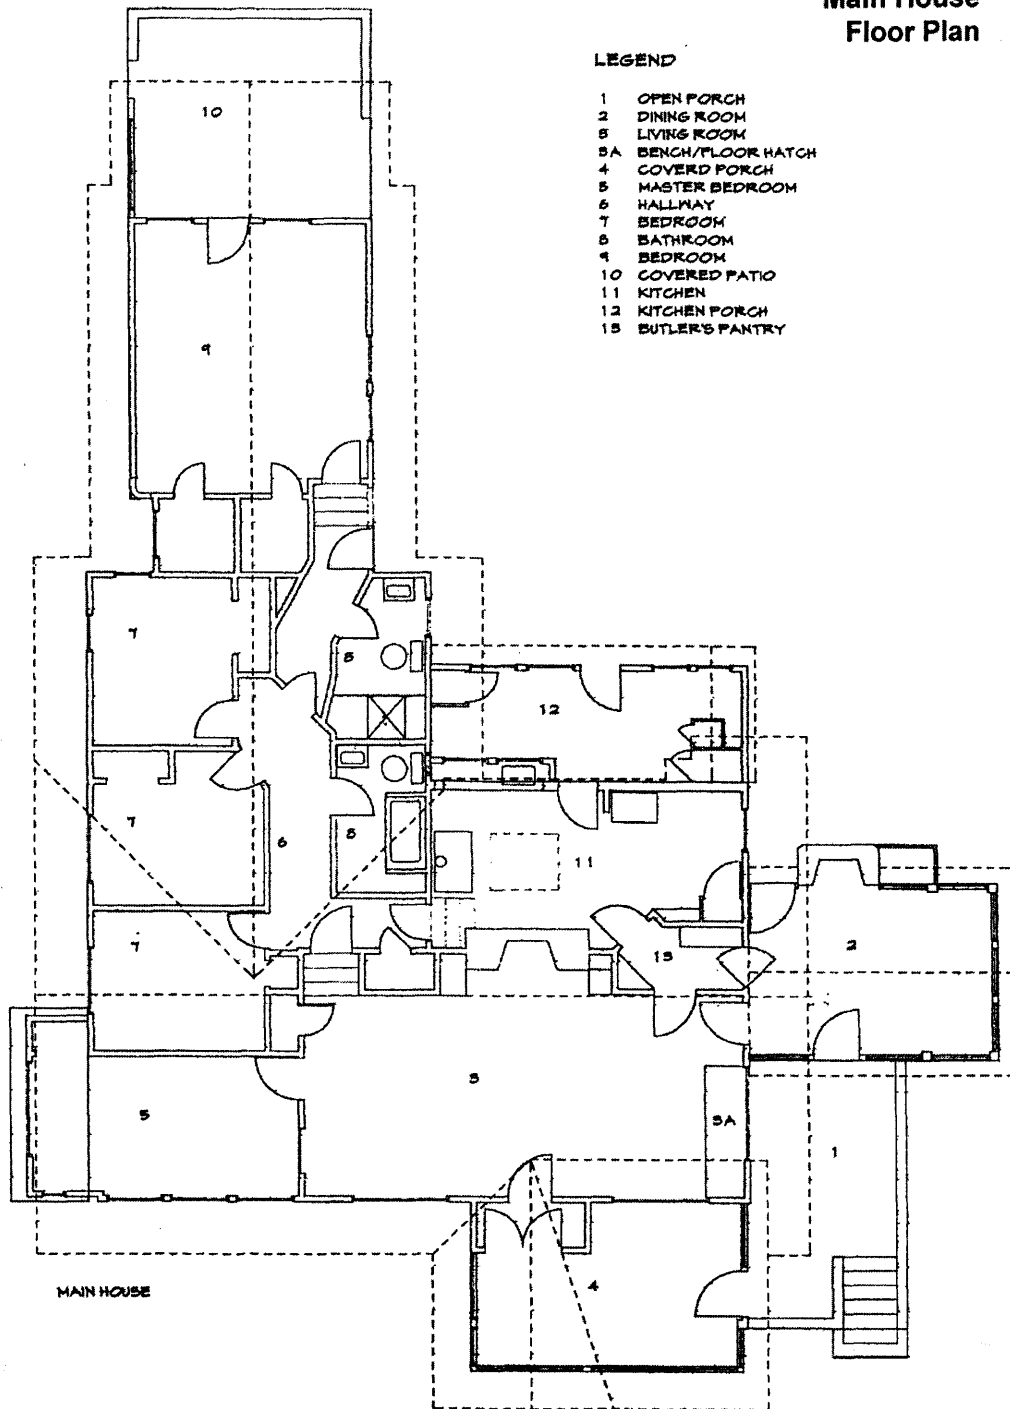 Main House
Floor Plan
LEGEND
1 OPEN PORCH
2 DINING ROOM
3 LIVING ROOM
3A BENCH/FLOOR HATCH
4 COVERD PORCH
5 MASTER BEDROOM
6 HALLWAY
7 BEDROOM
8 BATHROOM
9 BEDROOM
10 COVERED PATIO
11 KITCHEN
12 KITCHEN PORCH
13 BUTLER'S PANTRY
10
9
7
8
12
7
6
8
11
7
13
2
3
5
3A
1
4
MAIN HOUSE